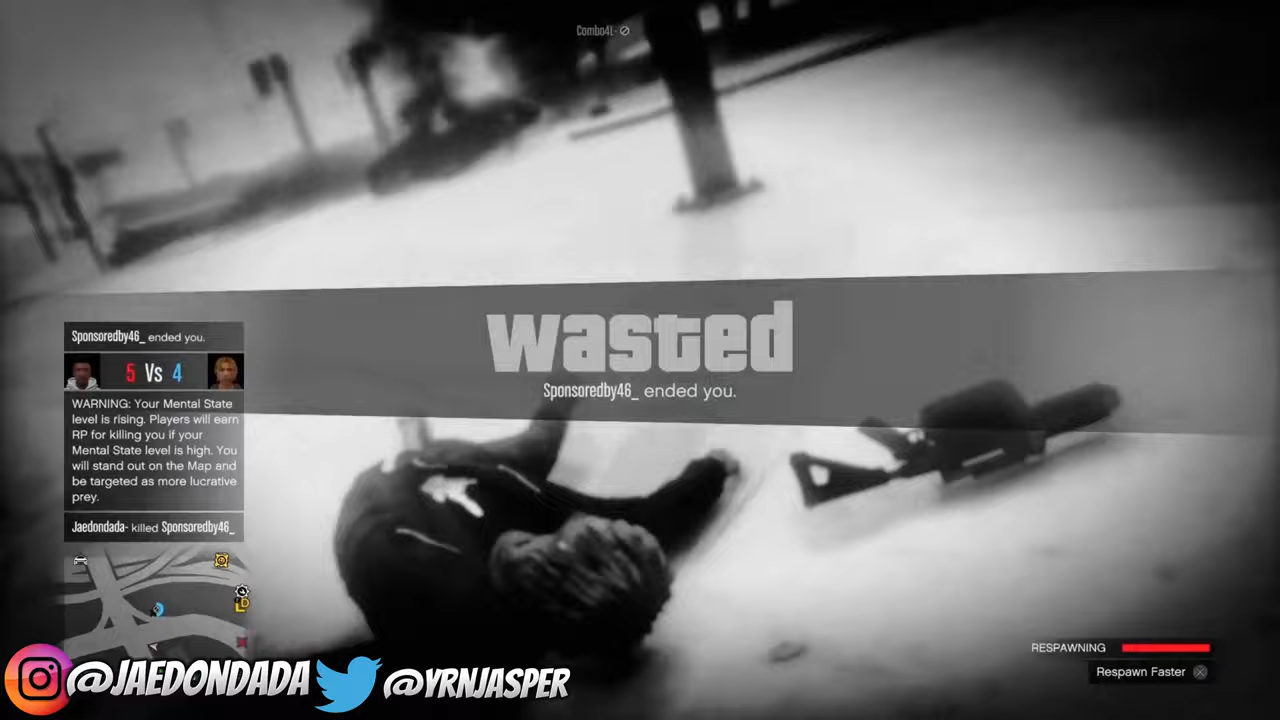 Combo4l-
wasted
Sponsoredby46_ ended you.
Sponsoredby46_ ended you.
5 Vs 4
WARNING: Your Mental State
level is rising. Players will earn
RP for killing you if your
Mental State level is high. You
will stand out on the Map and
be targeted as more lucrative
prey.
Jaedondada- killed Sponsoredby46_
RESPAWNING
Respawn Faster
@JAEDONDADA
@YRNJASPER